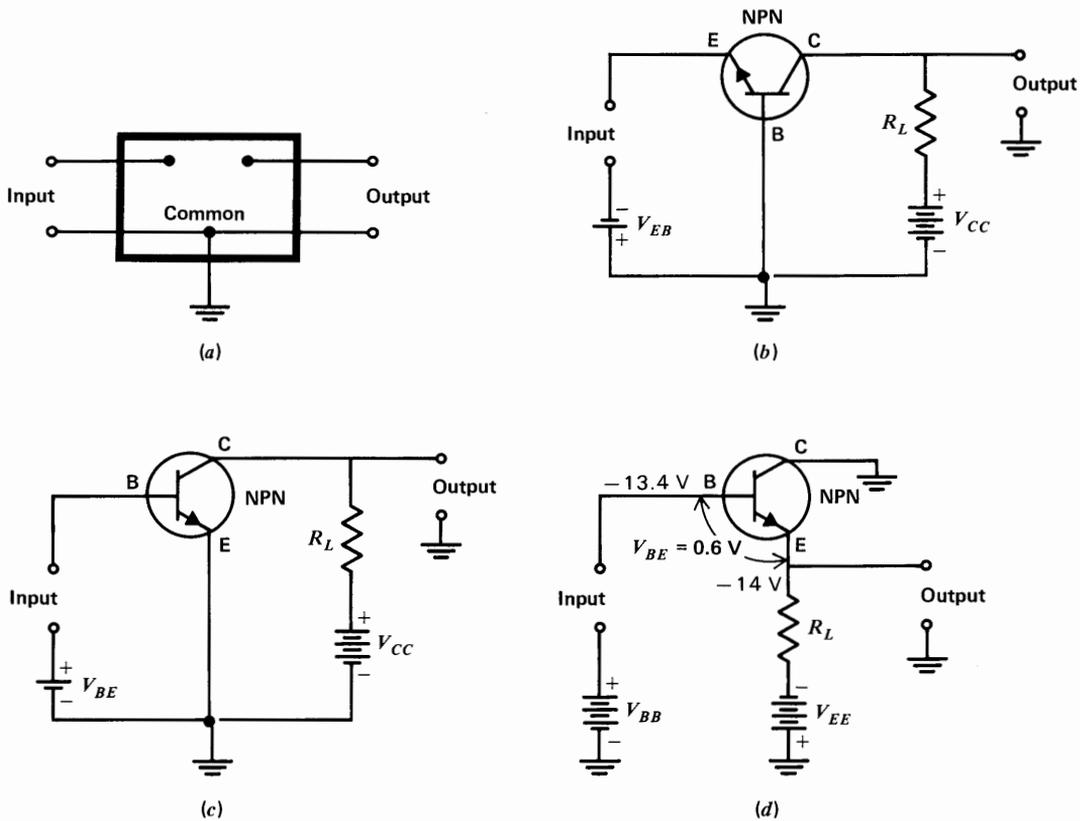 Input
Output
Common
(a)
NPN
E
C
B
Input
Output
R_L
− V_EB
+
+
V_CC
−
(b)
C
B
NPN
E
Input
Output
R_L
+
V_BE
−
+
V_CC
−
(c)
C
−13.4 V B
NPN
V_BE = 0.6 V
E
−14 V
Input
Output
R_L
+
V_BB
−
−
V_EE
+
(d)